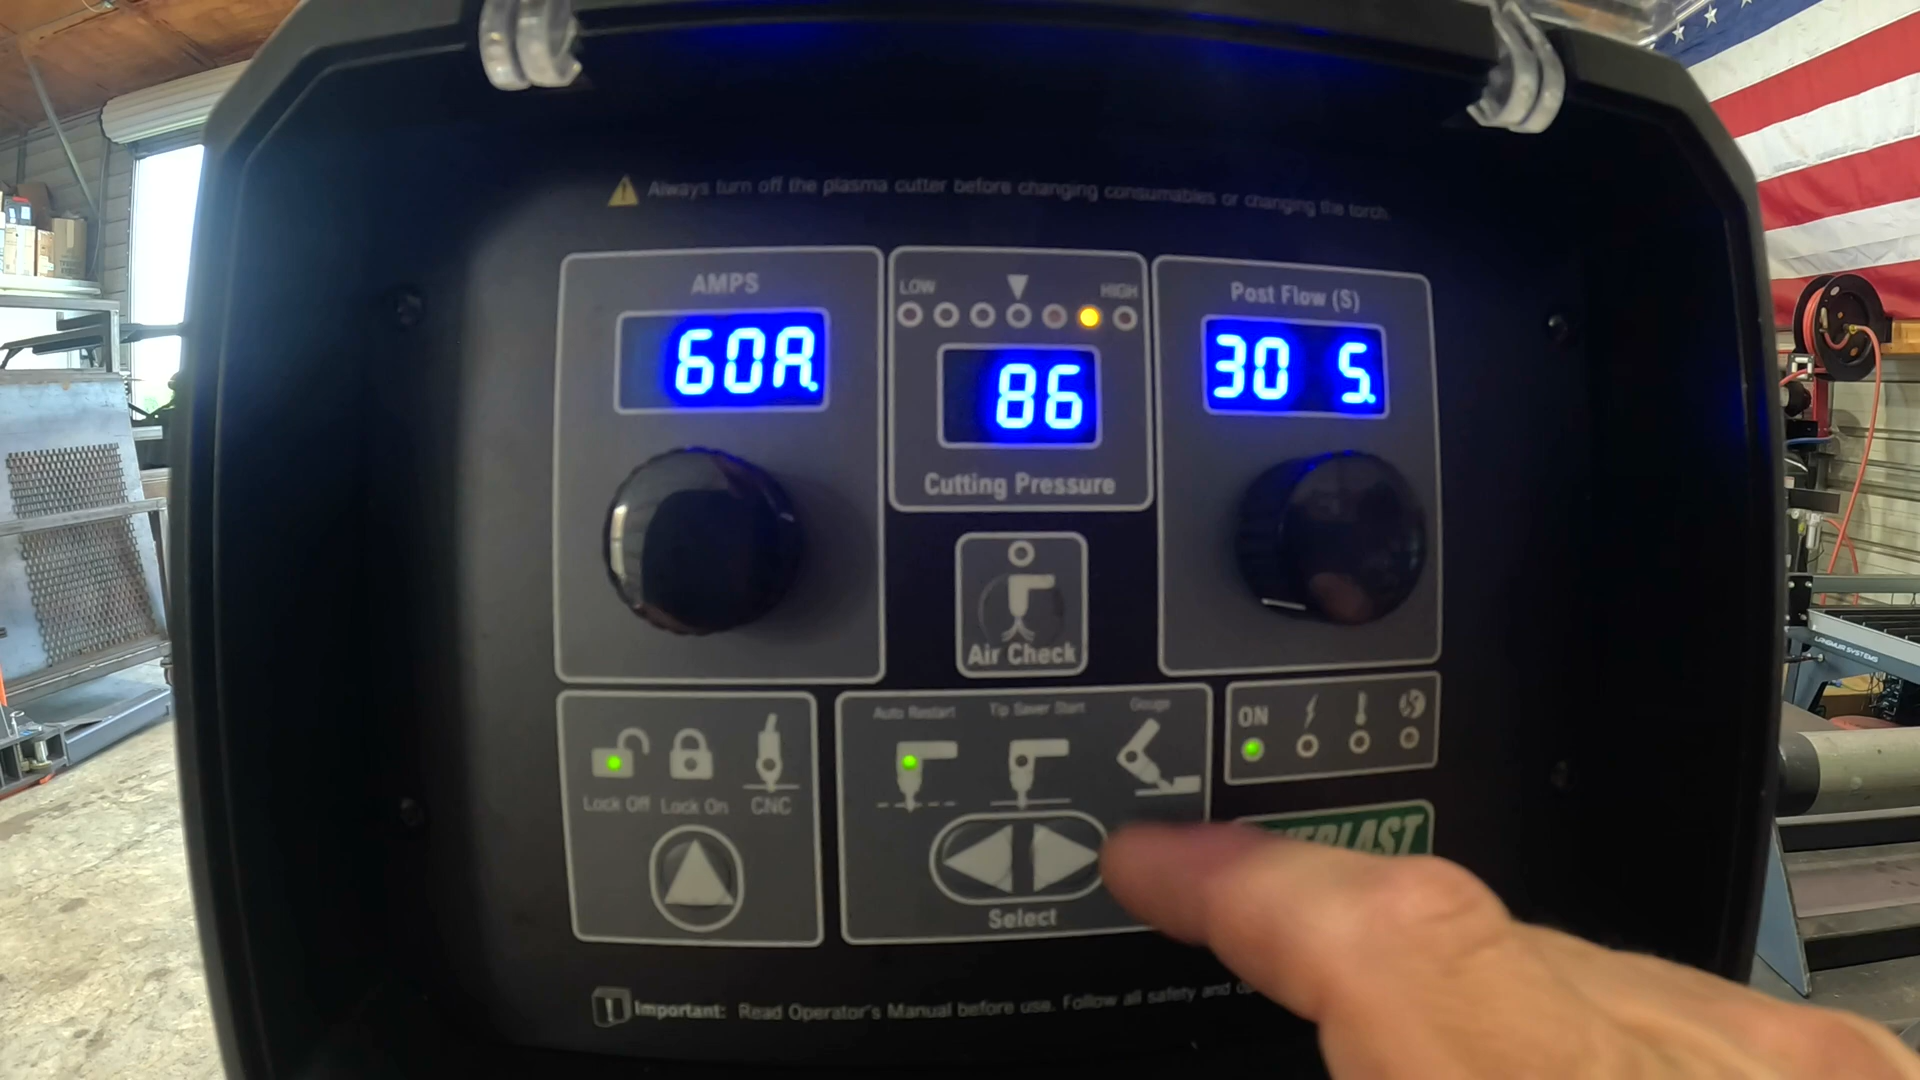 Always turn off the plasma cutter before changing consumables or changing the torch.
AMPS
60A
LOW
HIGH
86
Cutting Pressure
Post Flow (S)
30 S
Air Check
Lock Off
Lock On
CNC
Auto Restart
Tip Saver Start
Gouge
Select
ON
Important: Read Operator's Manual before use. Follow all safety and
LANGMUIR SYSTEMS